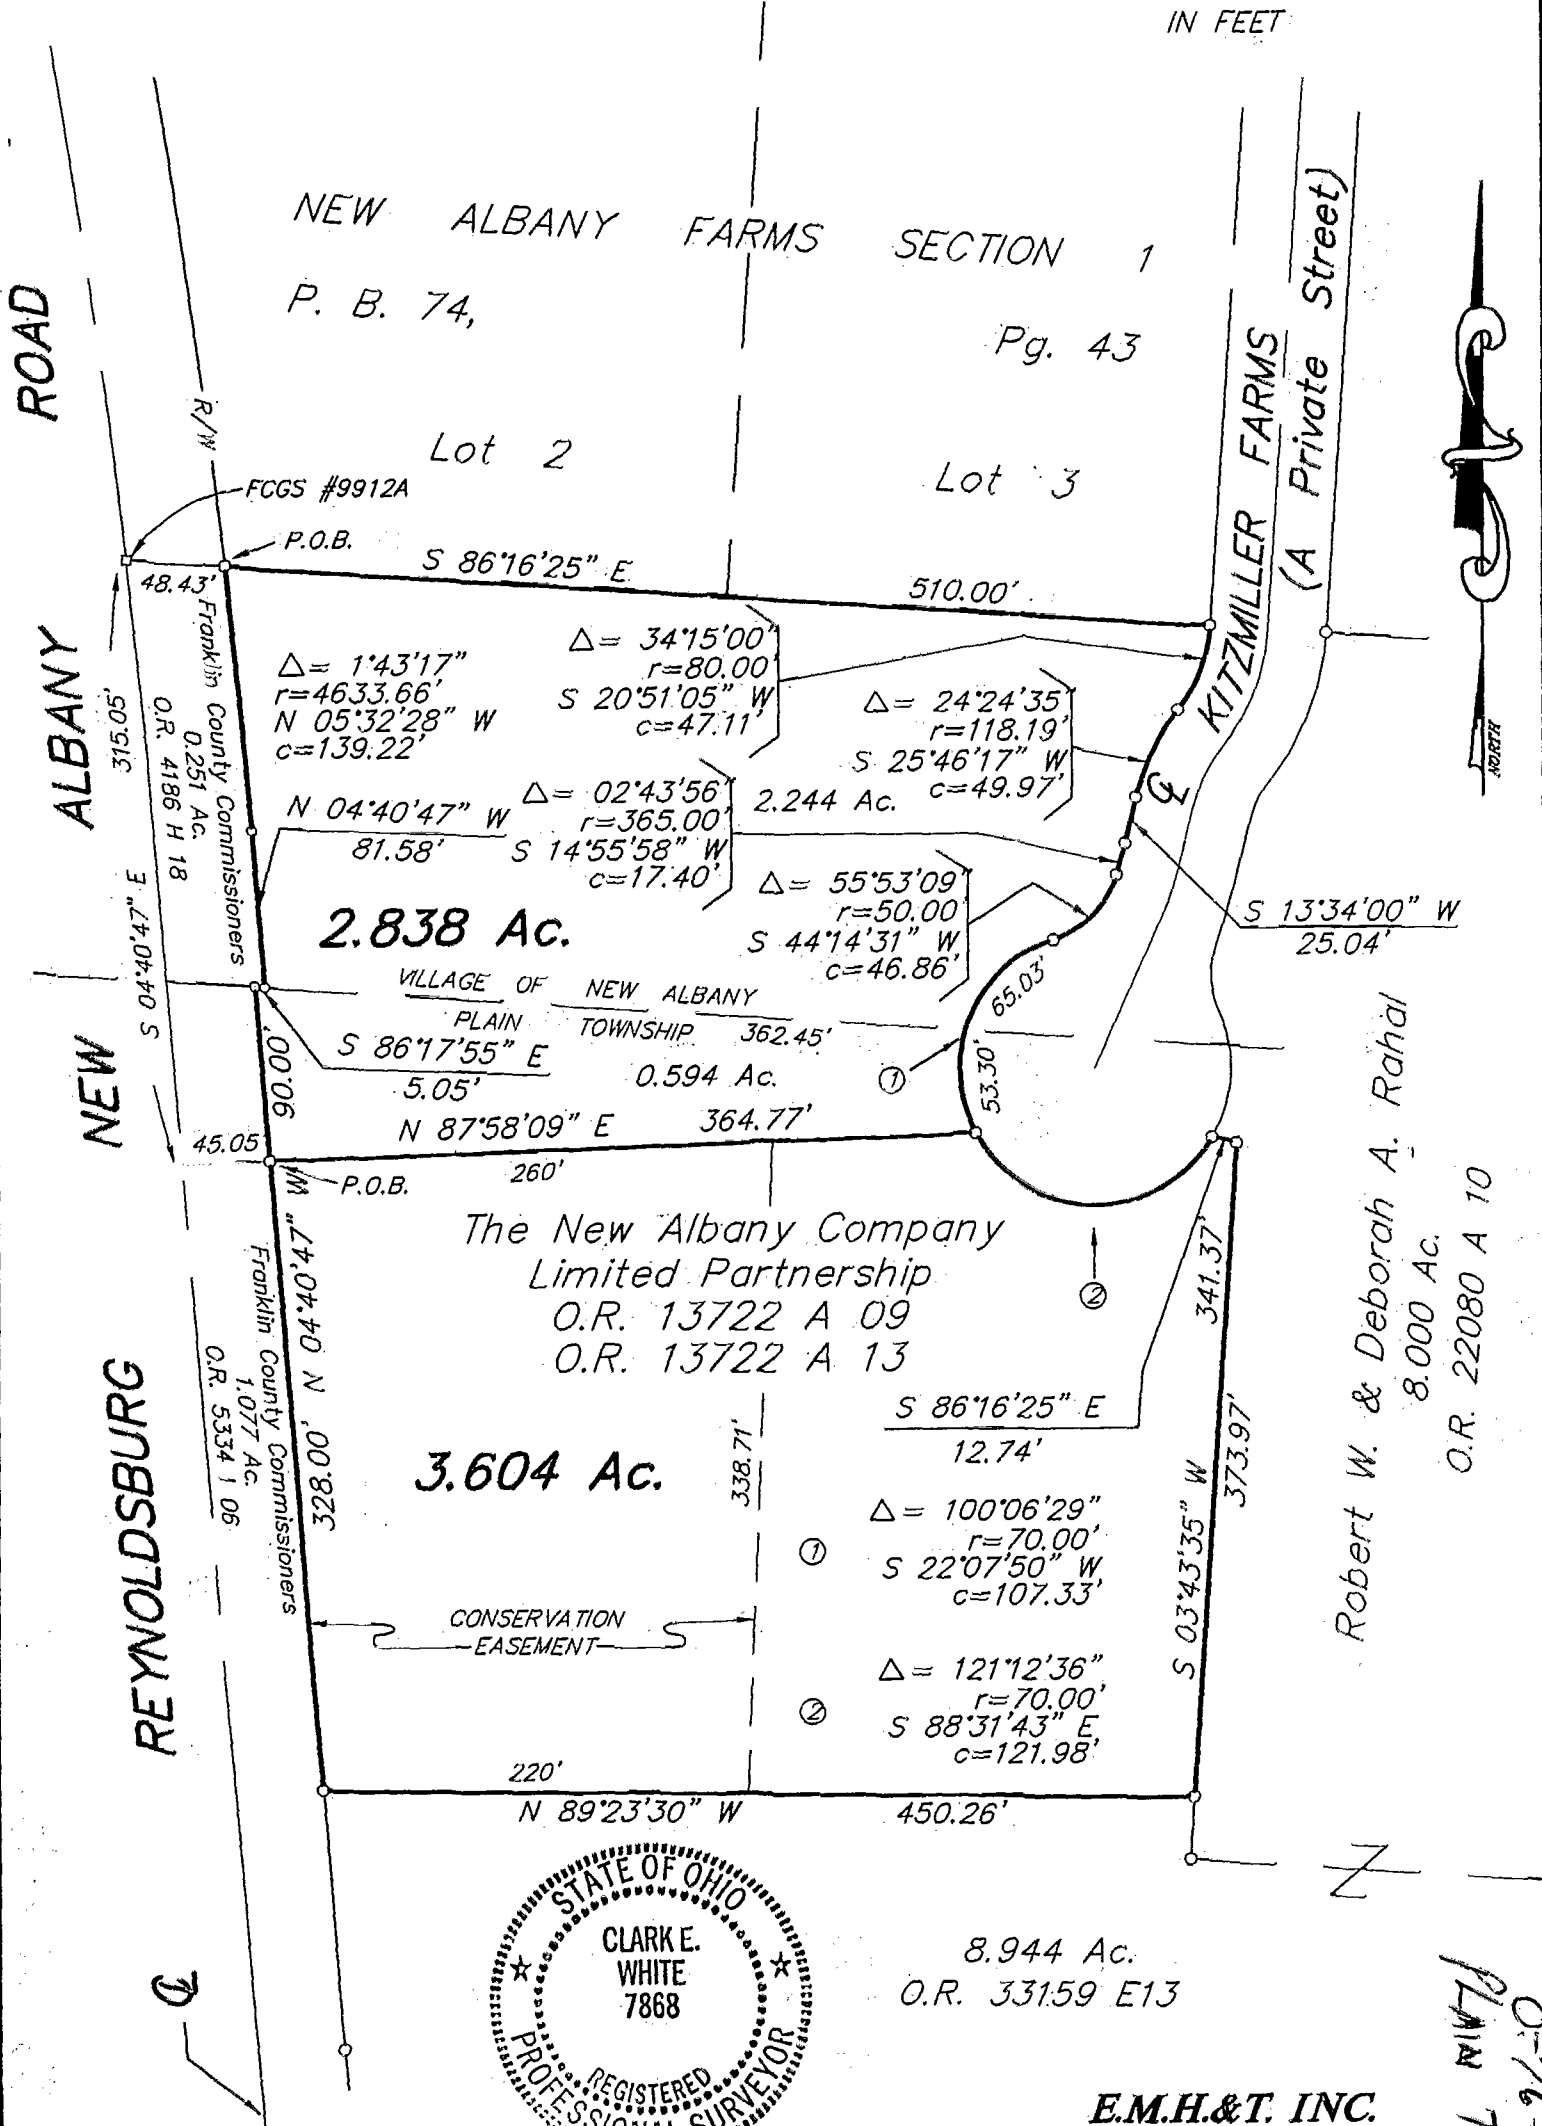 IN FEET
NEW ALBANY FARMS SECTION 1
P. B. 74,
Pg. 43
Lot 2
Lot 3
KITZMILLER FARMS
(A Private Street)
NORTH
R/W
FCGS #9912A
P.O.B.
48.43'
S 86°16'25" E
510.00'
Δ= 1°43'17"
r=4633.66'
N 05°32'28" W
c=139.22'
Δ= 34°15'00"
r=80.00'
S 20°51'05" W
c=47.11'
Δ= 24°24'35"
r=118.19'
S 25°46'17" W
c=49.97'
N 04°40'47" W
81.58'
Δ= 02°43'56"
r=365.00'
S 14°55'58" W
c=17.40'
2.244 Ac.
Δ= 55°53'09"
r=50.00'
S 44°14'31" W
c=46.86'
S 13°34'00" W
25.04'
2.838 Ac.
Franklin County Commissioners
0.251 Ac.
O.R. 4186 H 18
315.05'
S 04°40'47" E
VILLAGE OF NEW ALBANY
PLAIN TOWNSHIP
362.45'
S 86°17'55" E
5.05'
0.594 Ac.
90.00'
65.03'
53.30'
1
N 87°58'09" E
364.77'
45.05'
260'
P.O.B.
The New Albany Company
Limited Partnership
O.R. 13722 A 09
O.R. 13722 A 13
2
341.37'
S 86°16'25" E
12.74'
3.604 Ac.
338.71'
328.00' N 04°40'47" W
Franklin County Commissioners
1.077 Ac.
O.R. 5334 I 06
1
Δ= 100°06'29"
r=70.00'
S 22°07'50" W
c=107.33'
S 03°43'35" W
373.97'
CONSERVATION
EASEMENT
2
Δ= 121°12'36"
r=70.00'
S 88°31'43" E
c=121.98'
220'
N 89°23'30" W
450.26'
Robert W. & Deborah A. Rahal
8.000 Ac.
O.R. 22080 A 10
REYNOLDSBURG NEW ALBANY ROAD
STATE OF OHIO
CLARK E.
WHITE
7868
REGISTERED
PROFESSIONAL SURVEYOR
8.944 Ac.
O.R. 33159 E13
PLAIN
E.M.H.&T. INC.